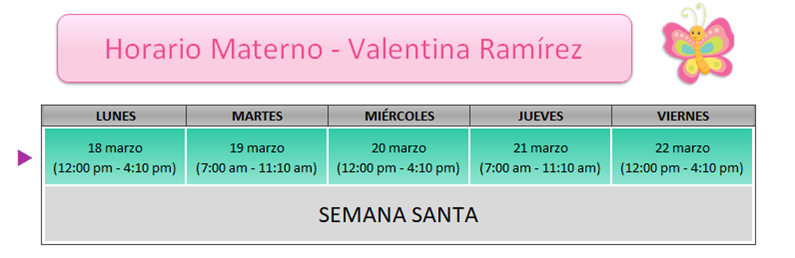 Horario Materno - Valentina Ramírez
LUNES MARTES MIÉRCOLES JUEVES VIERNES
18 marzo 19 marzo 20 marzo 21 marzo 22 marzo
(12:00 pm - 4:10 pm) (7:00 am - 11:10 am) (12:00 pm - 4:10 pm) (7:00 am - 11:10 am) (12:00 pm - 4:10 pm)
SEMANA SANTA